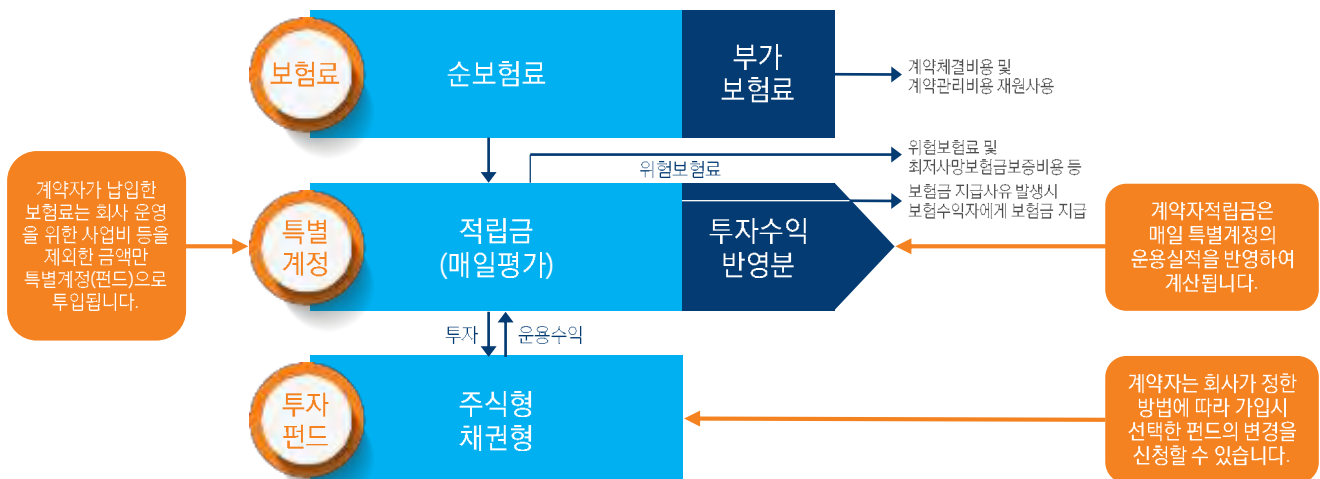 보험료
순보험료
부가
보험료
계약체결비용 및
계약관리비용 재원사용
위험보험료
위험보험료 및
최저사망보험금보증비용 등
보험금 지급사유 발생시
보험수익자에게 보험금 지급
계약자가 납입한
보험료는 회사 운영
을 위한 사업비 등을
제외한 금액만
특별계정(펀드)으로
투입됩니다.
특별
계정
적립금
(매일평가)
투자수익
반영분
계약자적립금은
매일 특별계정의
운용실적을 반영하여
계산됩니다.
투자
운용수익
투자
펀드
주식형
채권형
계약자는 회사가 정한
방법에 따라 가입시
선택한 펀드의 변경을
신청할 수 있습니다.